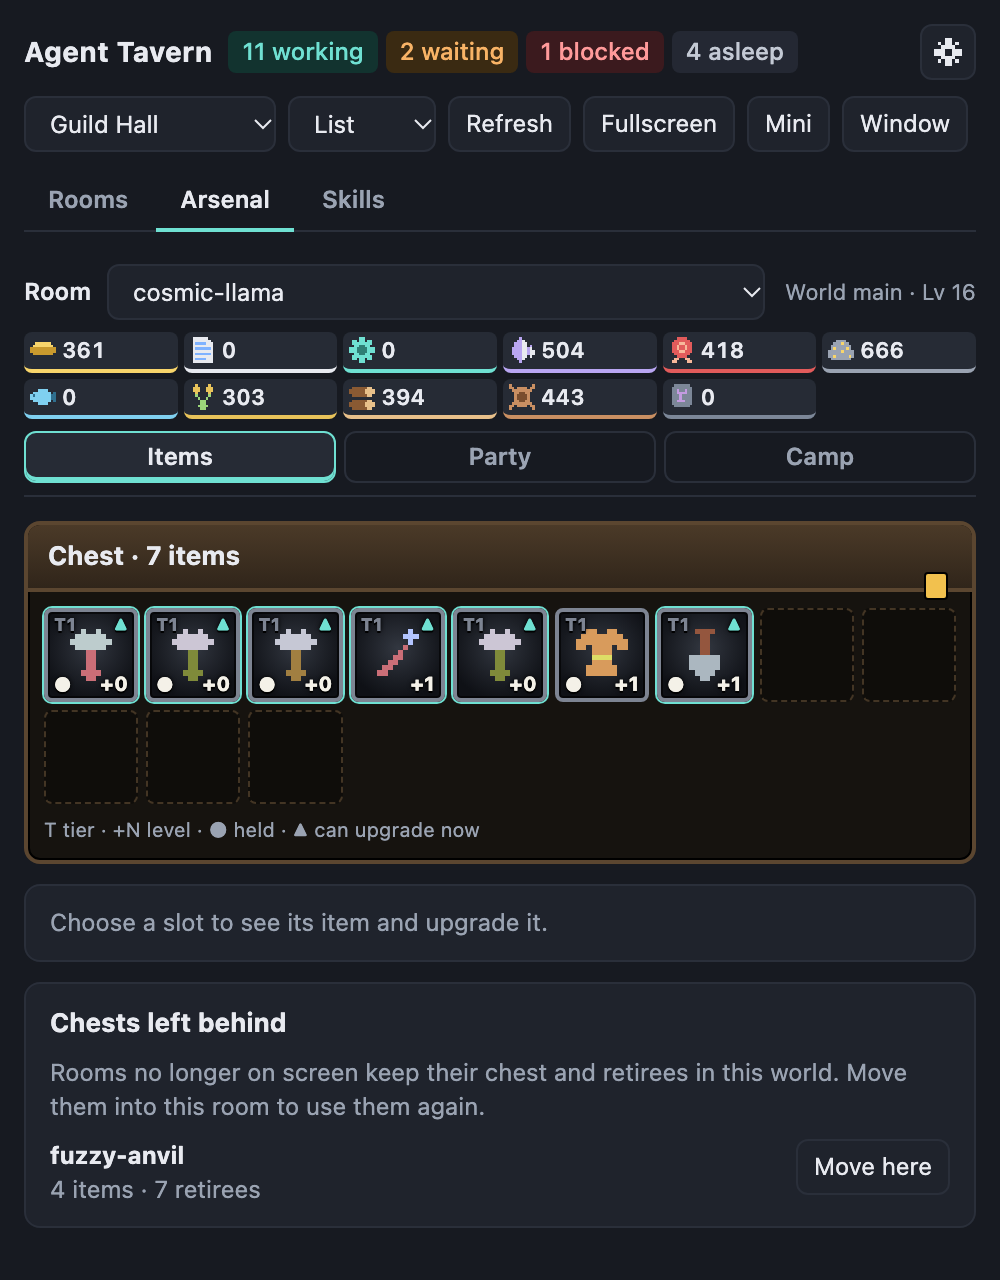 Agent Tavern 11 working 2 waiting 1 blocked 4 asleep
Guild Hall List Refresh Fullscreen Mini Window
Rooms Arsenal Skills
Room cosmic-llama World main · Lv 16
361 0 0 504 418 666
0 303 394 443 0
Items Party Camp
Chest · 7 items
T1 T1 T1 T1 T1 T1 T1
+0 +0 +0 +1 +0 +1 +1
T tier · +N level · ● held · ▲ can upgrade now
Choose a slot to see its item and upgrade it.
Chests left behind
Rooms no longer on screen keep their chest and retirees in this world. Move
them into this room to use them again.
fuzzy-anvil
4 items · 7 retirees
Move here